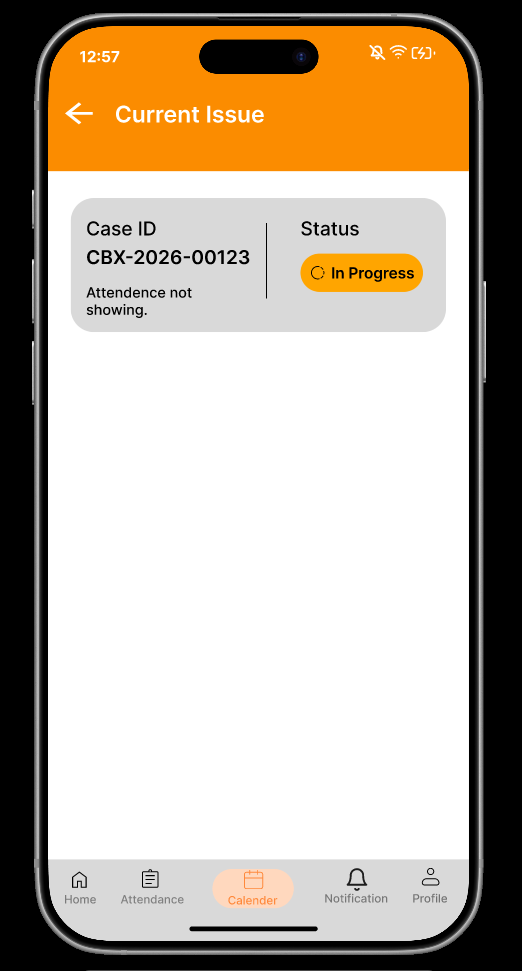 12:57
Current Issue
Case ID
CBX-2026-00123
Attendence not
showing.
Status
In Progress
Home
Attendance
Calender
Notification
Profile